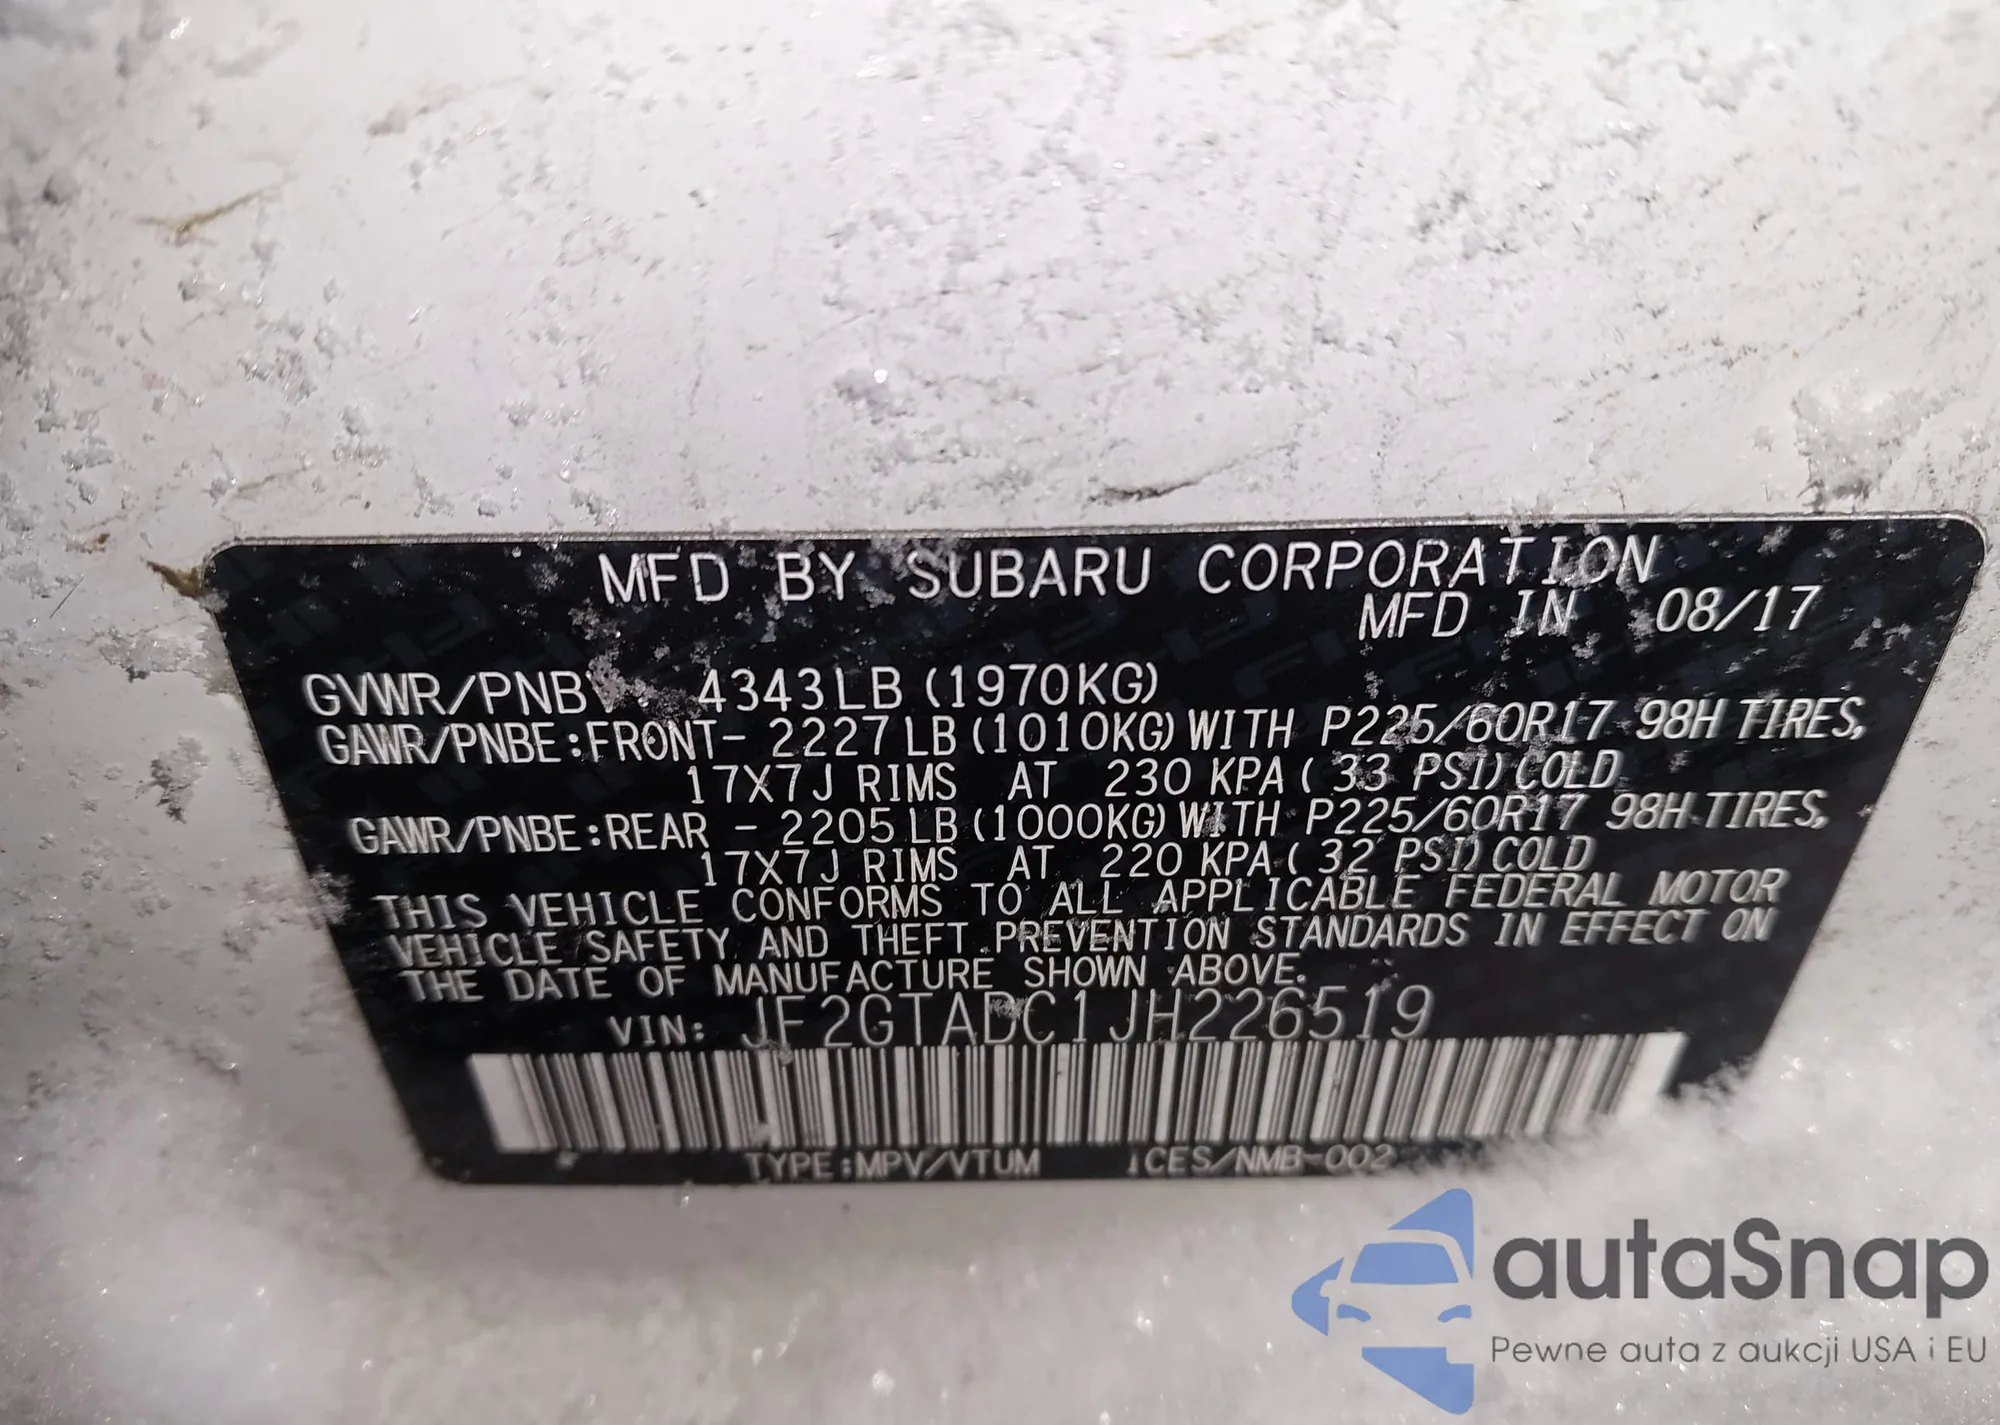 MFD BY SUBARU CORPORATION
MFD IN 08/17
GVWR/PNBV 4343LB (1970KG)
GAWR/PNBE:FRONT- 2227LB (1010KG) WITH P225/60R17 98H TIRES,
17X7J RIMS AT 230 KPA ( 33 PSI) COLD
GAWR/PNBE:REAR - 2205LB (1000KG) WITH P225/60R17 98H TIRES,
17X7J RIMS AT 220 KPA ( 32 PSI) COLD
THIS VEHICLE CONFORMS TO ALL APPLICABLE FEDERAL MOTOR
VEHICLE SAFETY AND THEFT PREVENTION STANDARDS IN EFFECT ON
THE DATE OF MANUFACTURE SHOWN ABOVE.
VIN: JF2GTADC1JH226519
TYPE:MPV/VTUM ICES/NMB-002
autaSnap
Pewne auta z aukcji USA i EU